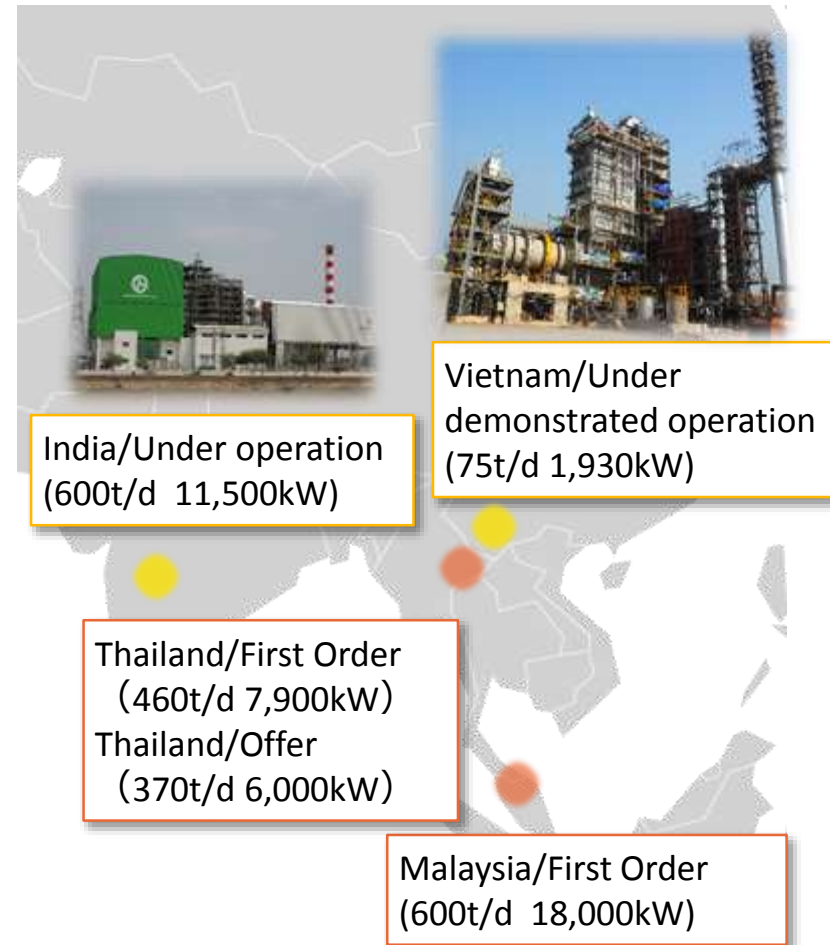 India/Under operation
(600t/d  11,500kW)
Vietnam/Under
demonstrated operation
(75t/d 1,930kW)
Thailand/First Order
（460t/d 7,900kW）
Thailand/Offer
（370t/d 6,000kW）
Malaysia/First Order
(600t/d  18,000kW)